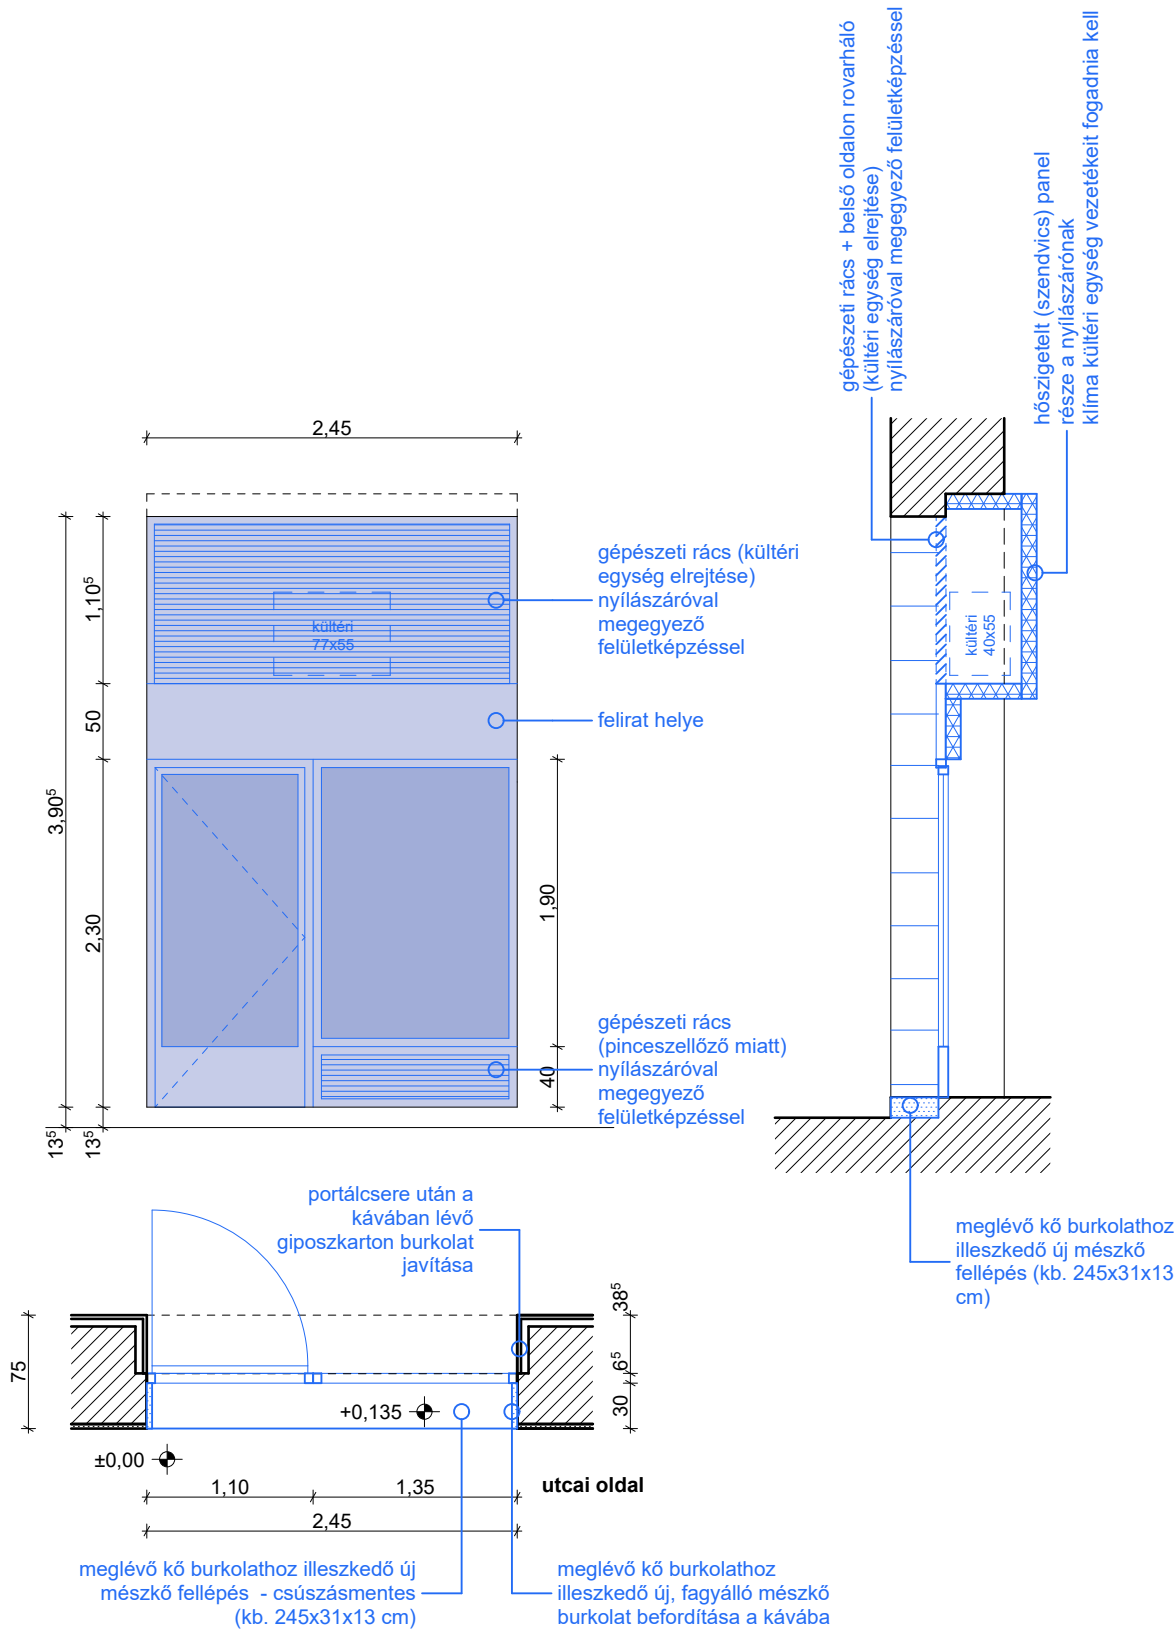 gépészeti rács + belső oldalon rovarháló
(kültéri egység elrejtése)
nyílászáróval megegyező felületképzéssel
hőszigetelt (szendvics) panel
része a nyílászárónak
klíma kültéri egység vezetékeit fogadnia kell
2,45
1,10⁵
50
3,90⁵
2,30
13⁵
13⁵
1,90
40
kültéri
77x55
gépészeti rács (kültéri
egység elrejtése)
nyílászáróval
megegyező
felületképzéssel
felirat helye
gépészeti rács
(pinceszellőző miatt)
nyílászáróval
megegyező
felületképzéssel
kültéri
40x55
meglévő kő burkolathoz
illeszkedő új mészkő
fellépés (kb. 245x31x13
cm)
portálcsere után a
kávában lévő
giposzkarton burkolat
javítása
75
38⁵
6⁵
30
+0,135
±0,00
1,10
1,35
utcai oldal
2,45
meglévő kő burkolathoz illeszkedő új
mészkő fellépés - csúszásmentes
(kb. 245x31x13 cm)
meglévő kő burkolathoz
illeszkedő új, fagyálló mészkő
burkolat befordítása a kávába